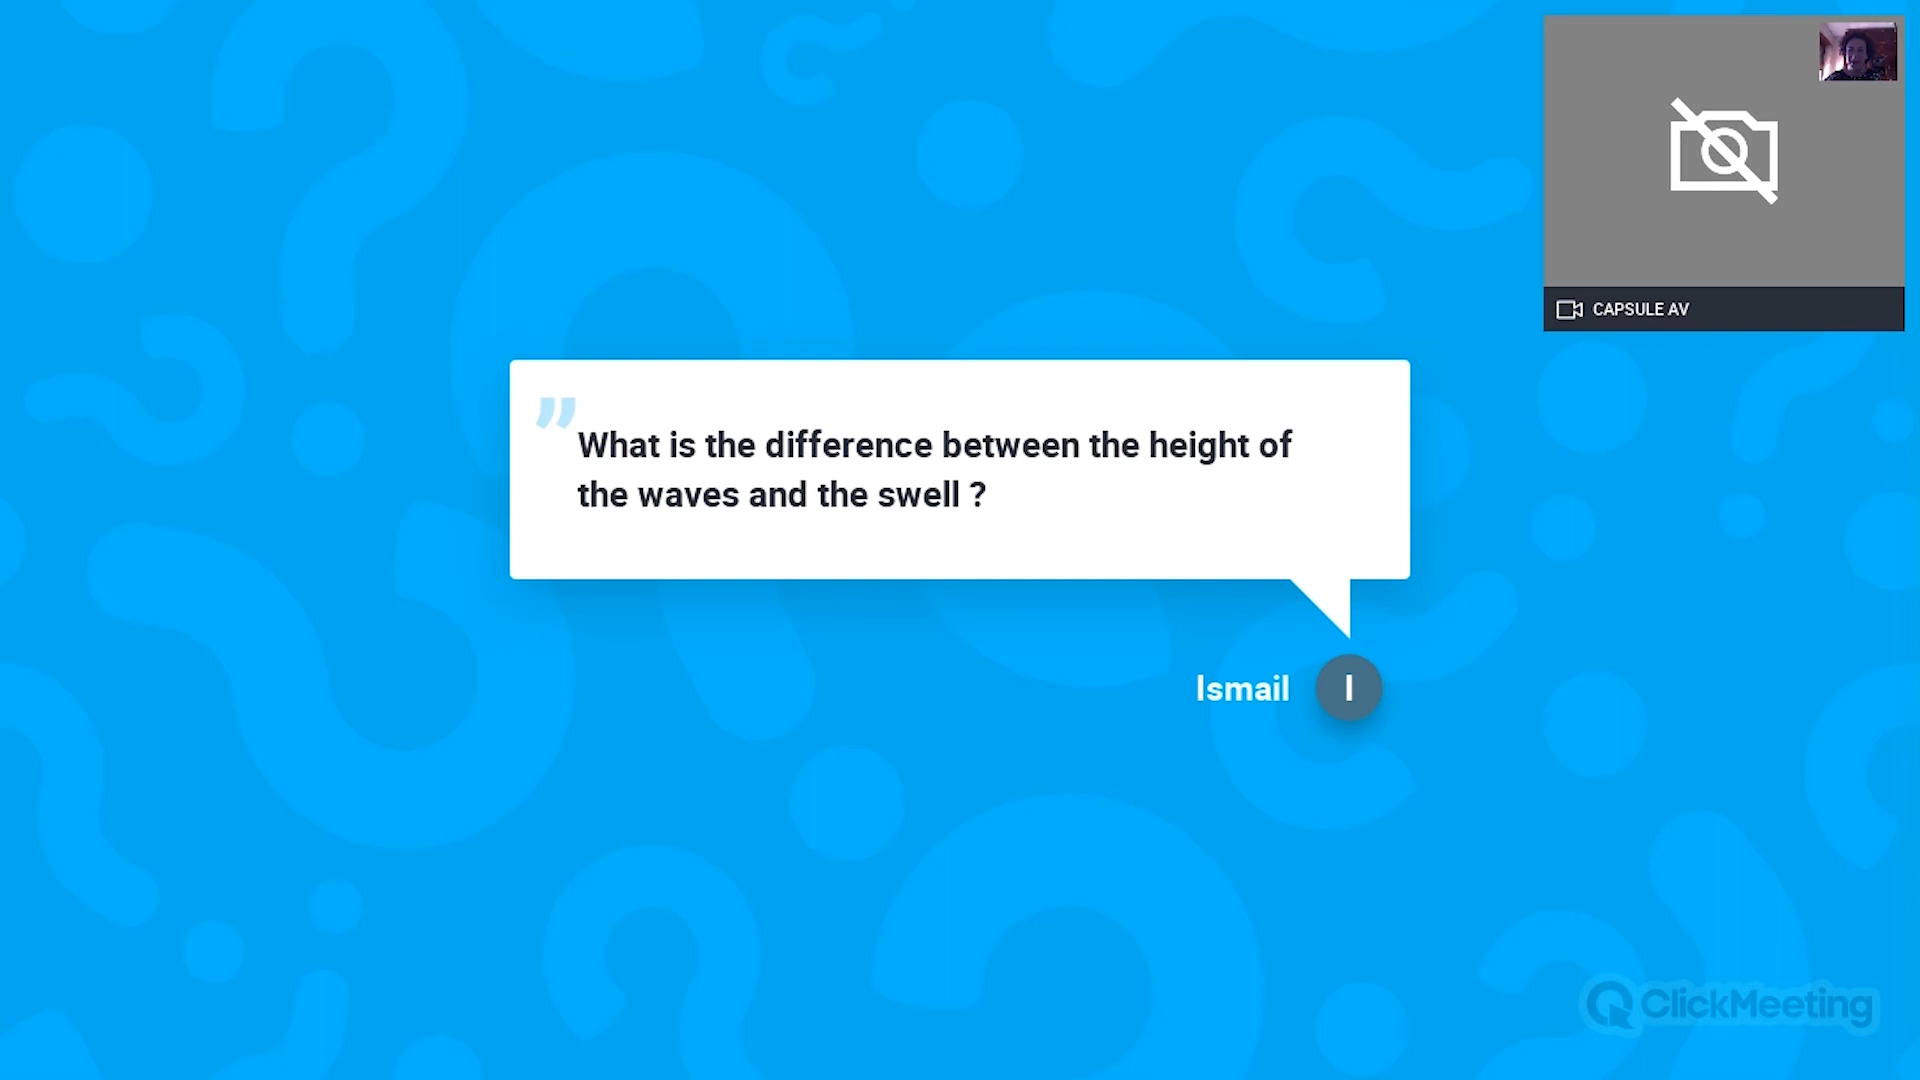 CAPSULE AV
”
What is the difference between the height of
the waves and the swell ?
Ismail
I
ClickMeeting